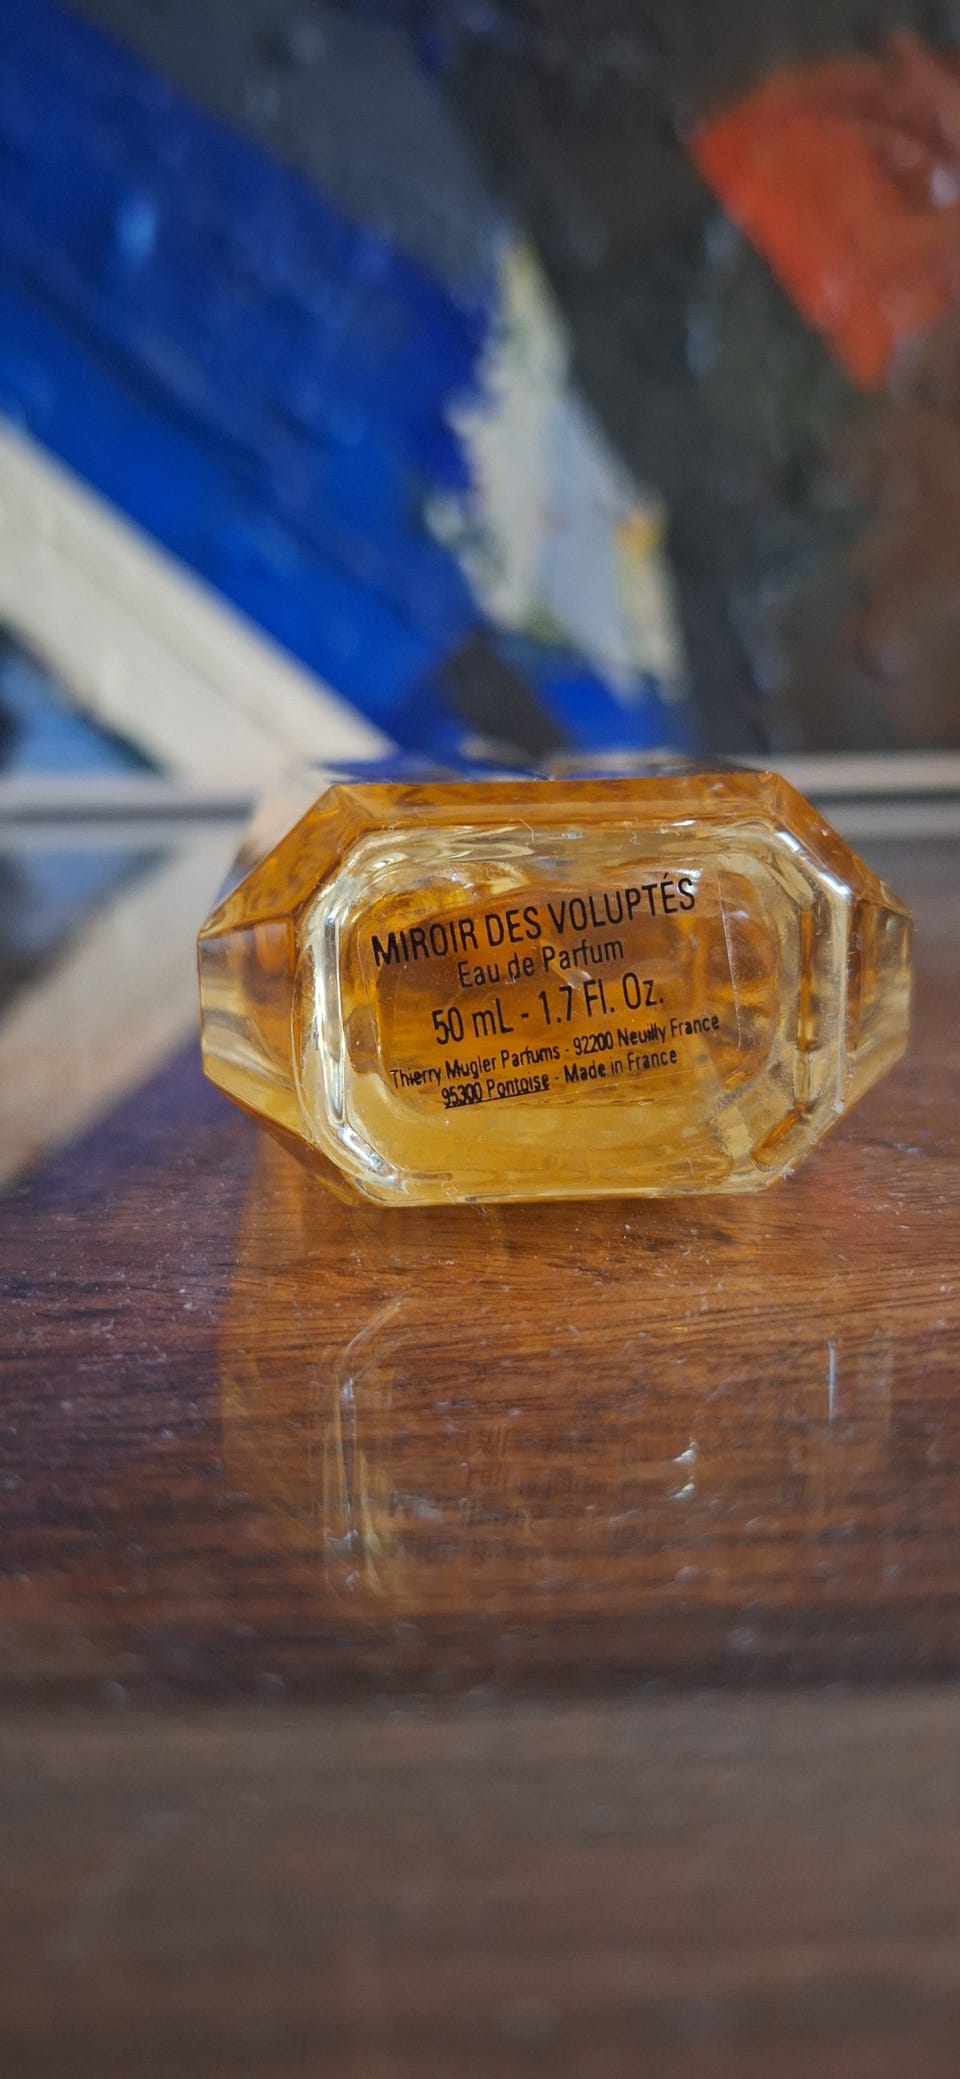 MIROIR DES VOLUPTÉS
Eau de Parfum
50 mL - 1.7 Fl. Oz.
Thierry Mugler Parfums - 92200 Neuilly France
95300 Pontoise - Made in France